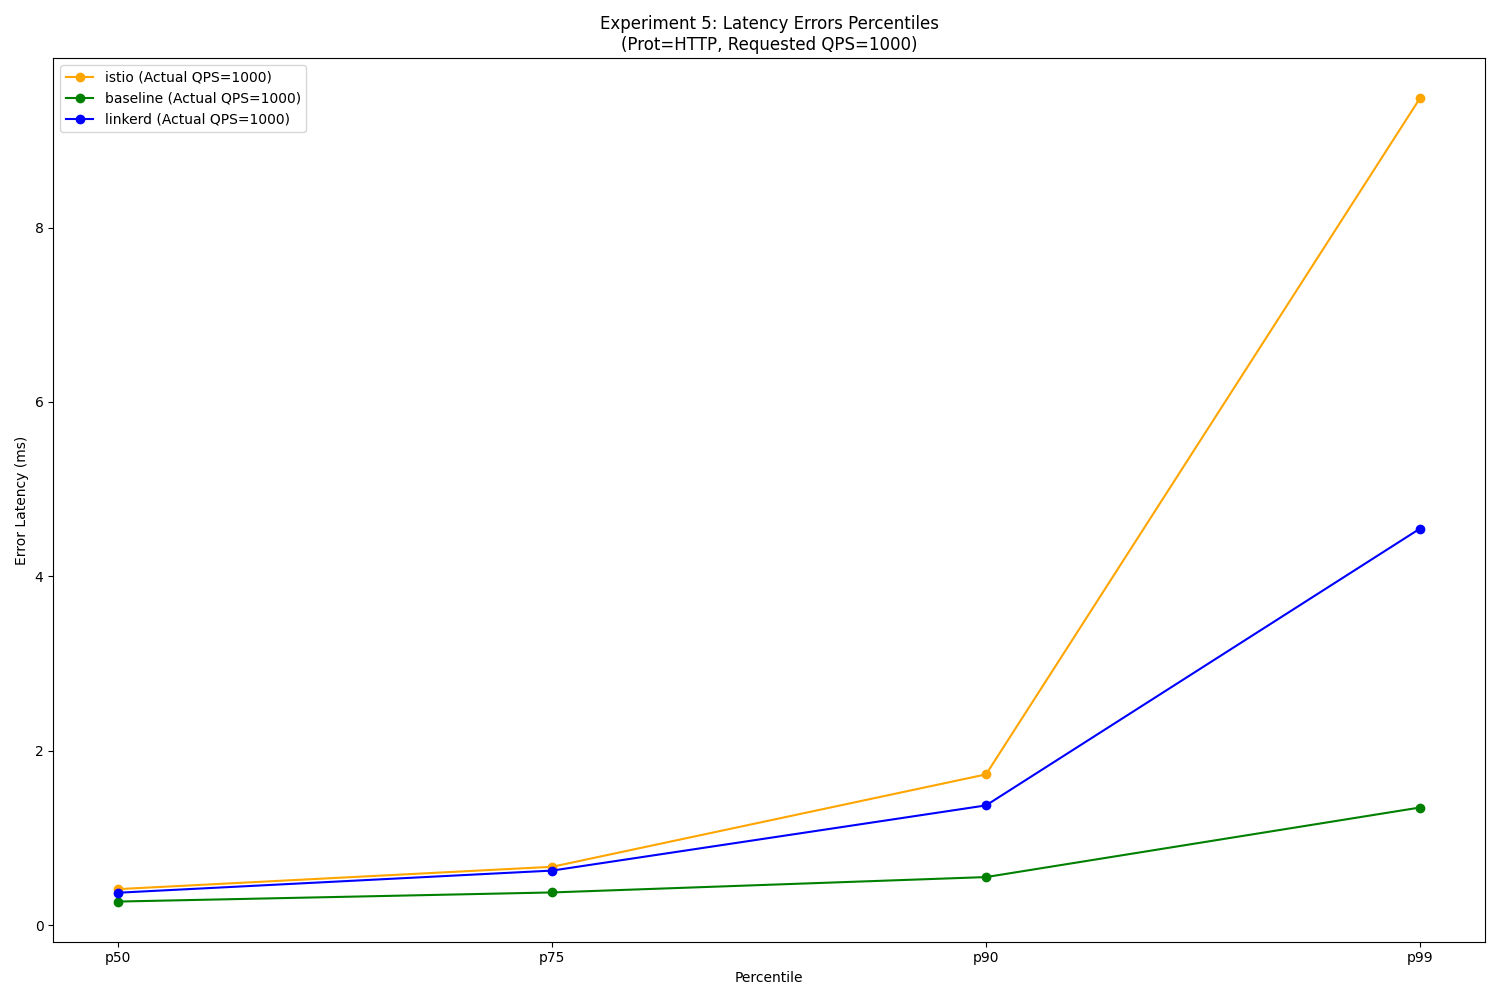 Experiment 5: Latency Errors Percentiles
(Prot=HTTP, Requested QPS=1000)
istio (Actual QPS=1000)
baseline (Actual QPS=1000)
linkerd (Actual QPS=1000)
Error Latency (ms)
8
6
4
2
0
p50
p75
p90
p99
Percentile